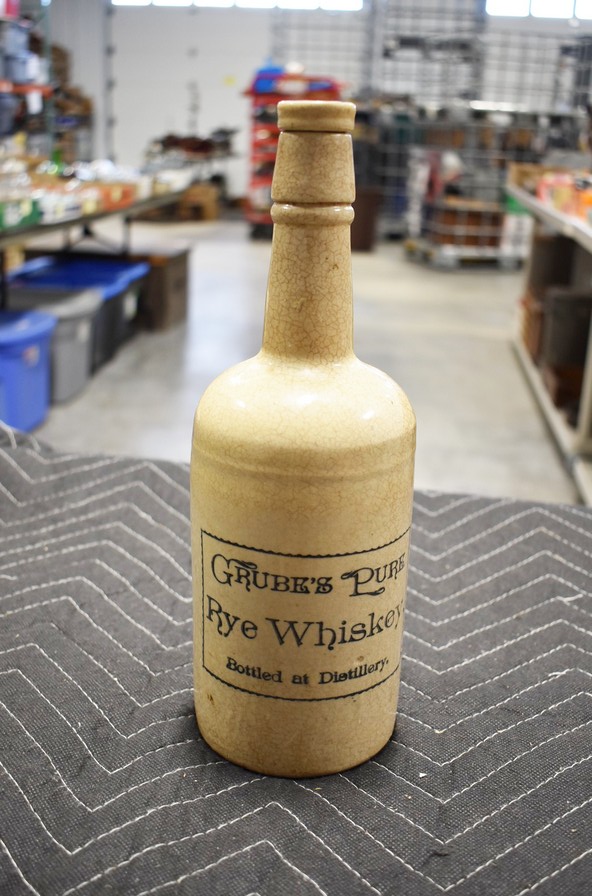 GRUBE'S PURE
Rye Whiskey
Bottled at Distillery.